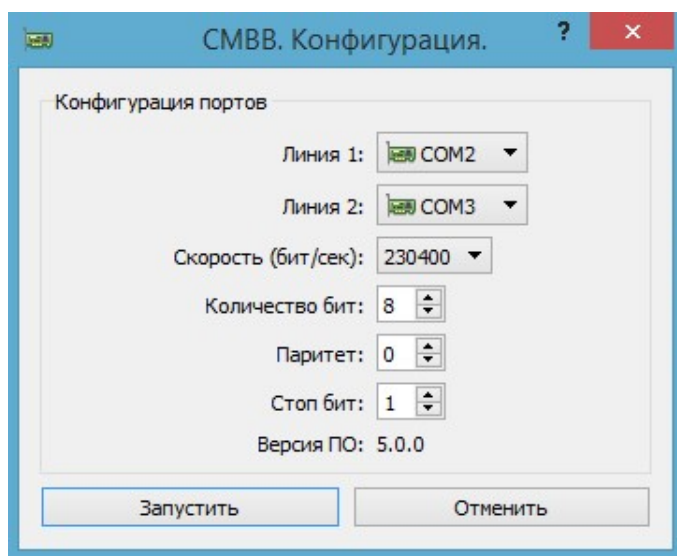 СМВВ. Конфигурация. ?
Конфигурация портов
Линия 1: COM2
Линия 2: COM3
Скорость (бит/сек): 230400
Количество бит: 8
Паритет: 0
Стоп бит: 1
Версия ПО: 5.0.0
Запустить Отменить